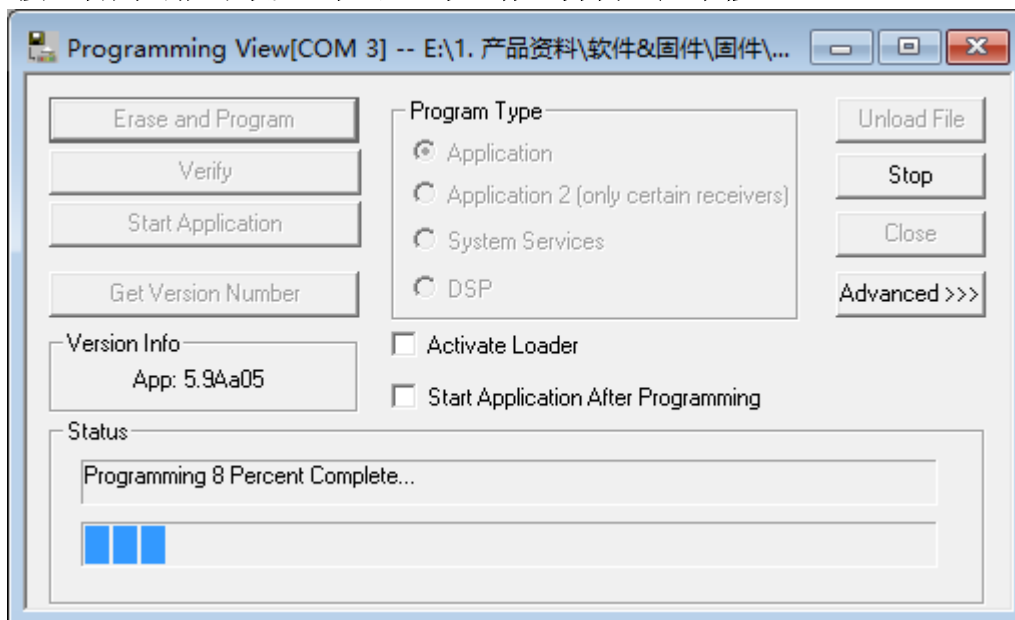 Programming View[COM 3] -- E:\1. 产品资料\软件&固件\固件\...
Erase and Program
Verify
Start Application
Get Version Number
Program Type
Application
Application 2 (only certain receivers)
System Services
DSP
Unload File
Stop
Close
Advanced >>>
Version Info
App: 5.9Aa05
Activate Loader
Start Application After Programming
Status
Programming 8 Percent Complete...